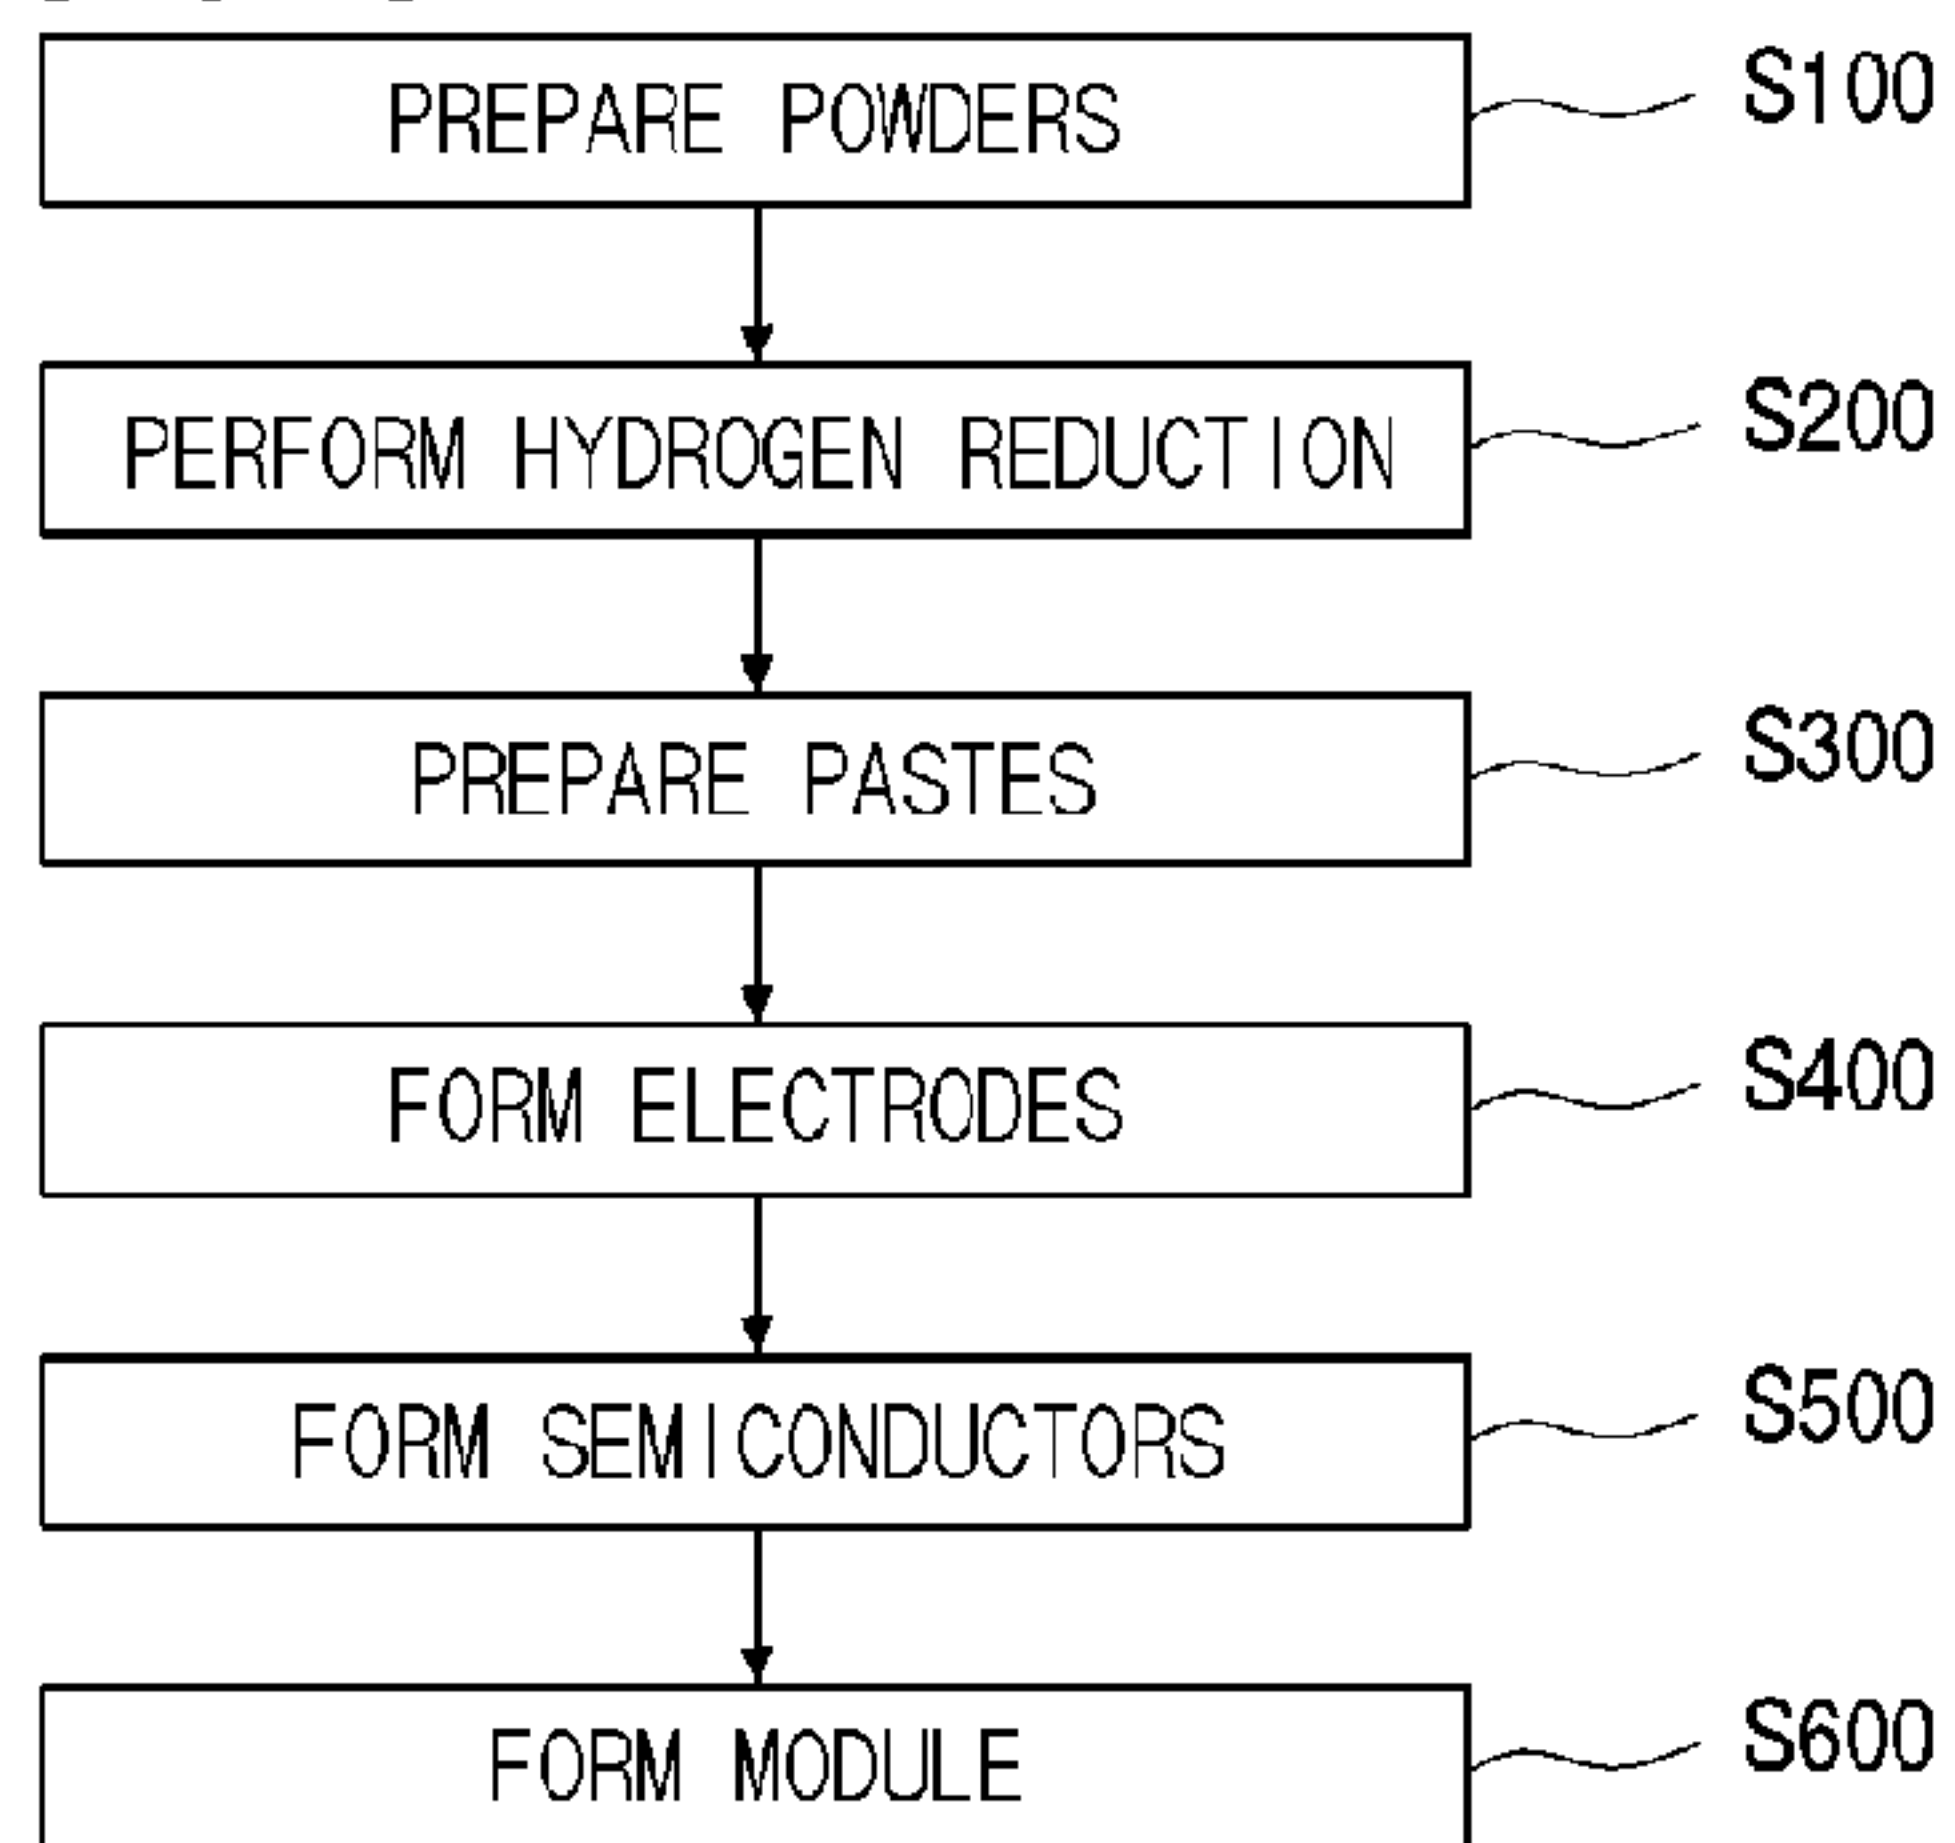 PREPARE POWDERS S100
PERFORM HYDROGEN REDUCTION S200
PREPARE PASTES S300
FORM ELECTRODES S400
FORM SEMICONDUCTORS S500
FORM MODULE S600